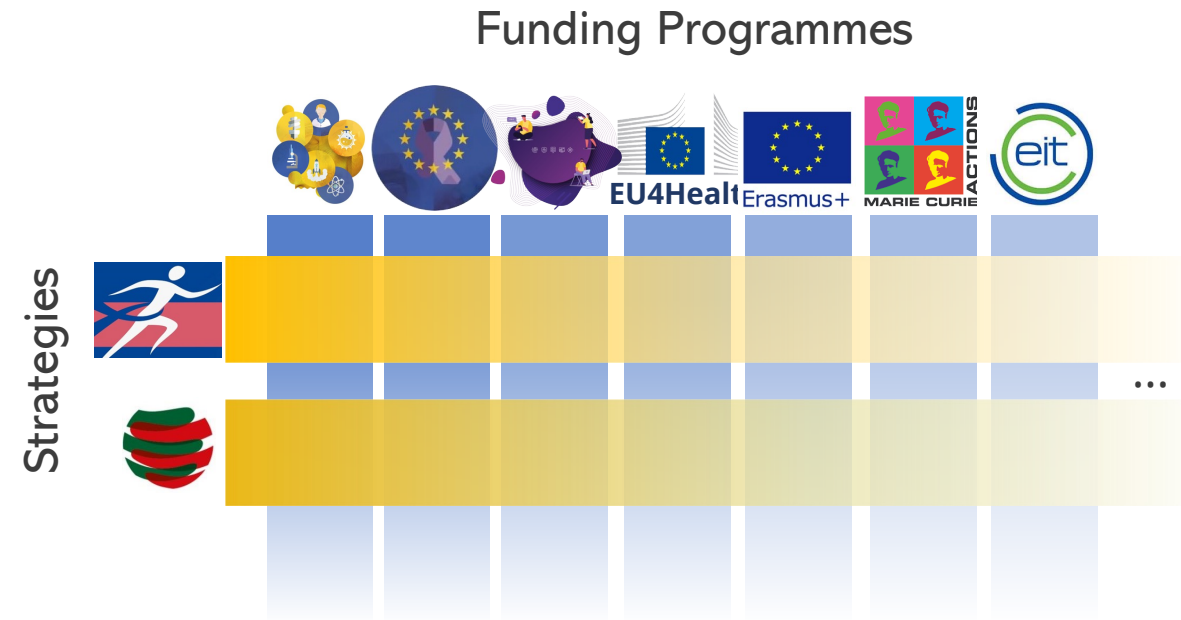 Funding Programmes
EU4Healt
Erasmus+
MARIE CURIE
ACTIONS
eit
Strategies
...